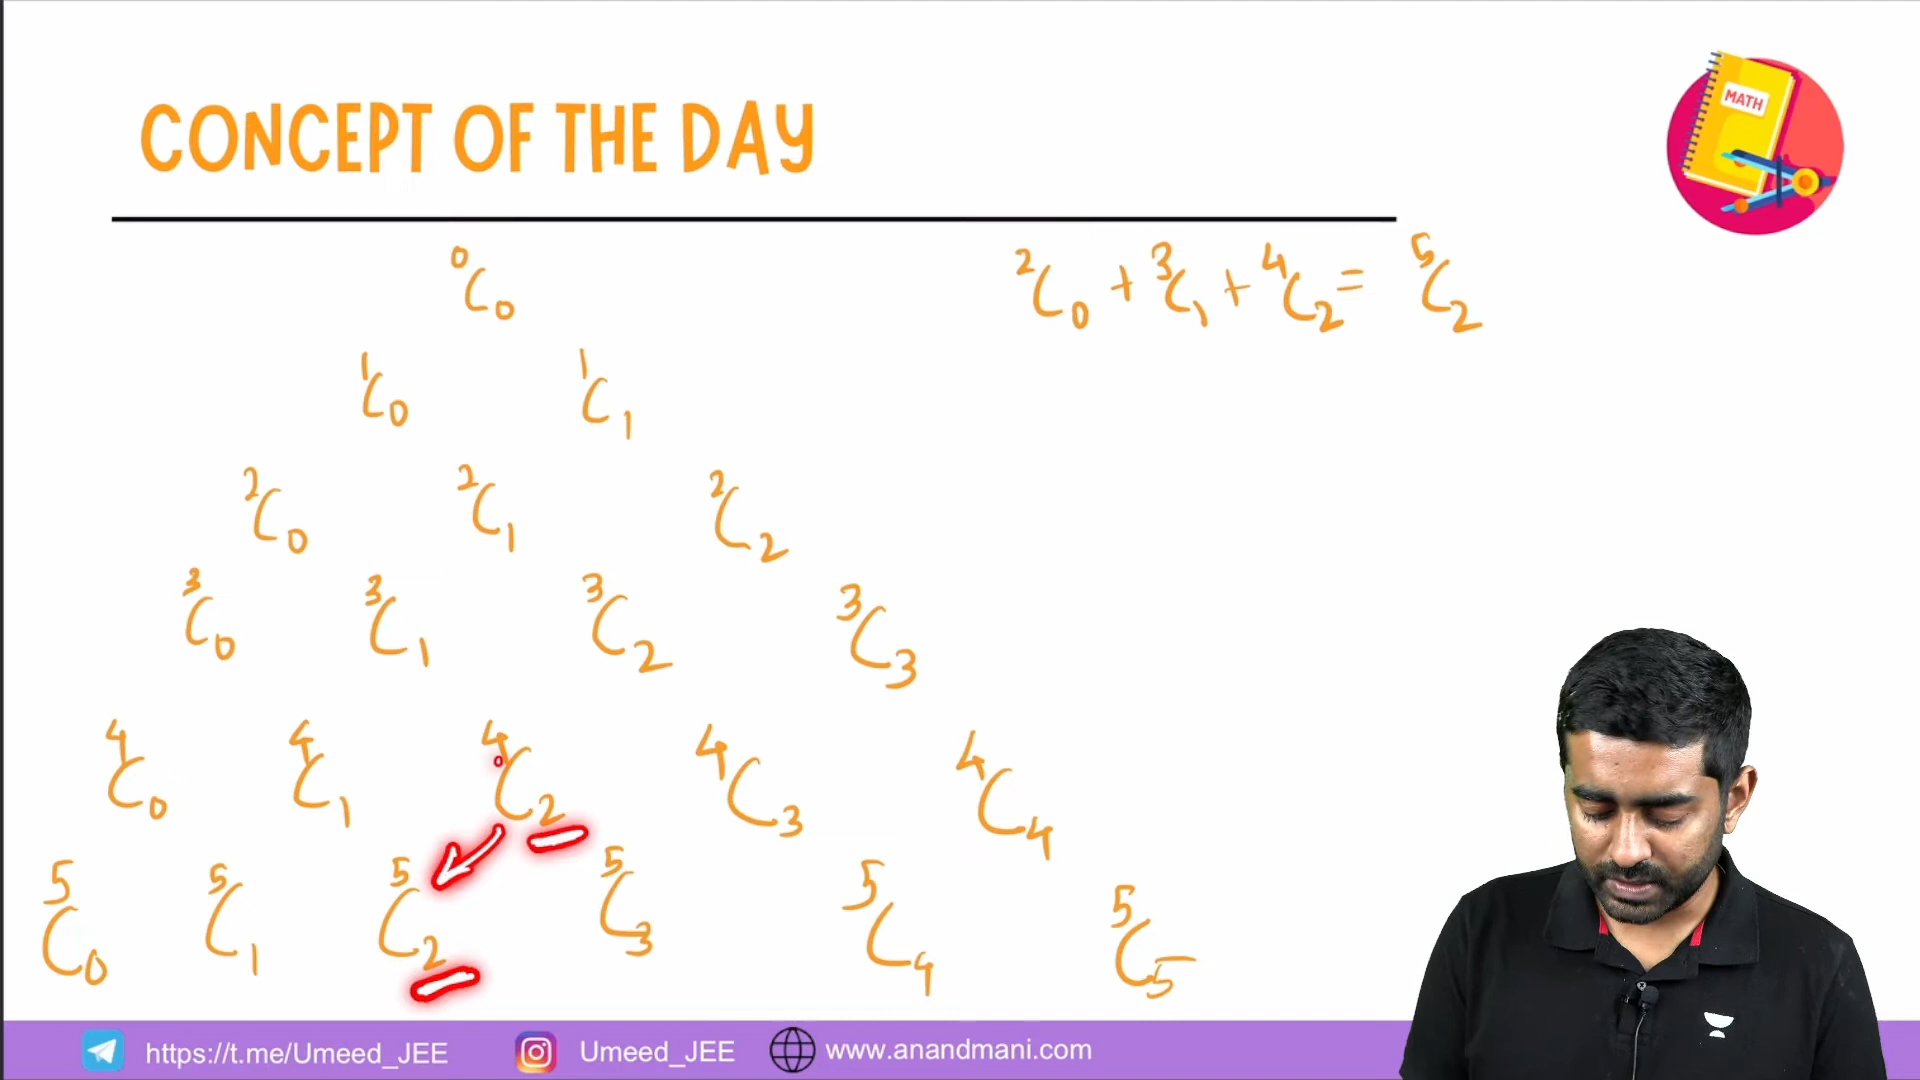 CONCEPT OF THE DAY
MATH
⁰C₀
²C₀ + ³C₁ + ⁴C₂ = ⁵C₂
¹C₀ ¹C₁
²C₀ ²C₁ ²C₂
³C₀ ³C₁ ³C₂ ³C₃
⁴C₀ ⁴C₁ ⁴C₂ ⁴C₃ ⁴C₄
⁵C₀ ⁵C₁ ⁵C₂ ⁵C₃ ⁵C₄ ⁵C₅
https://t.me/Umeed_JEE Umeed_JEE www.anandmani.com